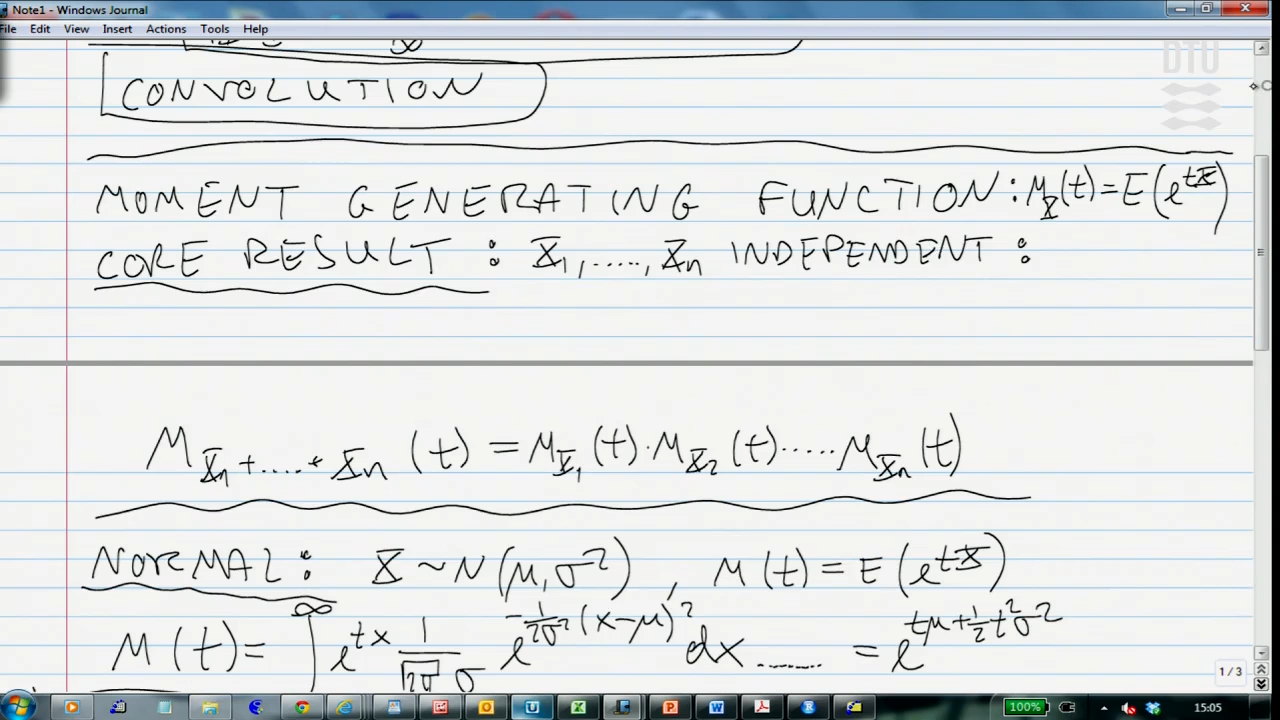 Note1 - Windows Journal
File Edit View Insert Actions Tools Help
DTU
CONVOLUTION
MOMENT GENERATING FUNCTION: M_X(t) = E(e^{tX})
CORE RESULT: X_1, ....., X_n INDEPENDENT:
M_{X_n + .... + X_n}(t) = M_{X_1}(t) · M_{X_2}(t) ····· M_{X_n}(t)
NORMAL: X ~ N(μ, σ^2), M(t) = E(e^{tX})
M(t) = ∫^∞ e^{tx} 1/(√2π σ) e^{-1/(2σ^2) (x-μ)^2} dx ........ = e^{tμ + 1/2 t^2 σ^2}
1 / 3
100% 15:05